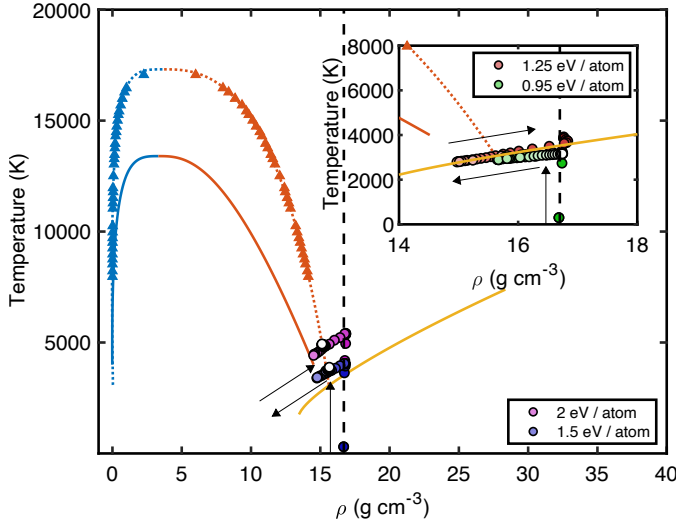 20000
15000
10000
5000
Temperature (K)
0
5
10
15
20
25
30
35
40
ρ (g cm-3)
2 eV / atom
1.5 eV / atom
8000
6000
4000
2000
0
Temperature (K)
14
16
18
ρ (g cm-3)
1.25 eV / atom
0.95 eV / atom